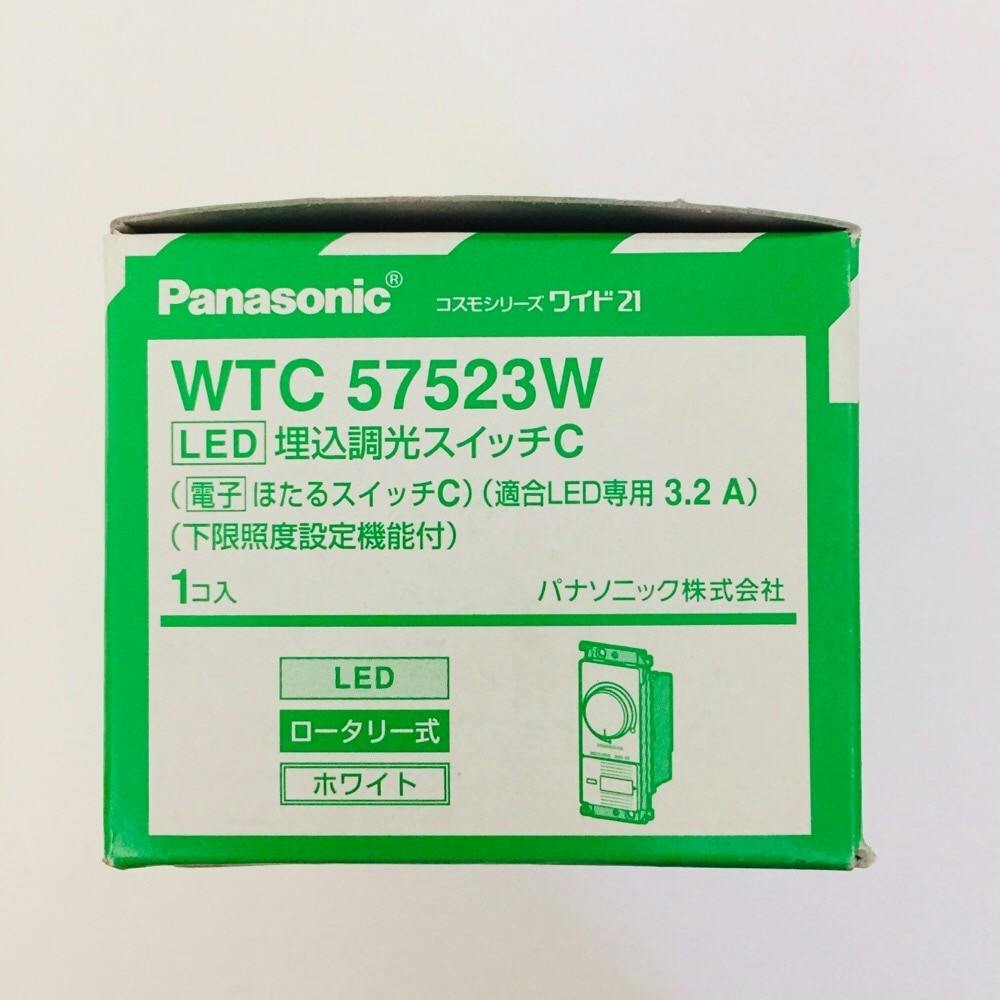 Panasonic® コスモシリーズ ワイド21
WTC 57523W
LED 埋込調光スイッチC
(電子 ほたるスイッチC)(適合LED専用 3.2 A)
(下限照度設定機能付)
1コ入 パナソニック株式会社
LED
ロータリー式
ホワイト